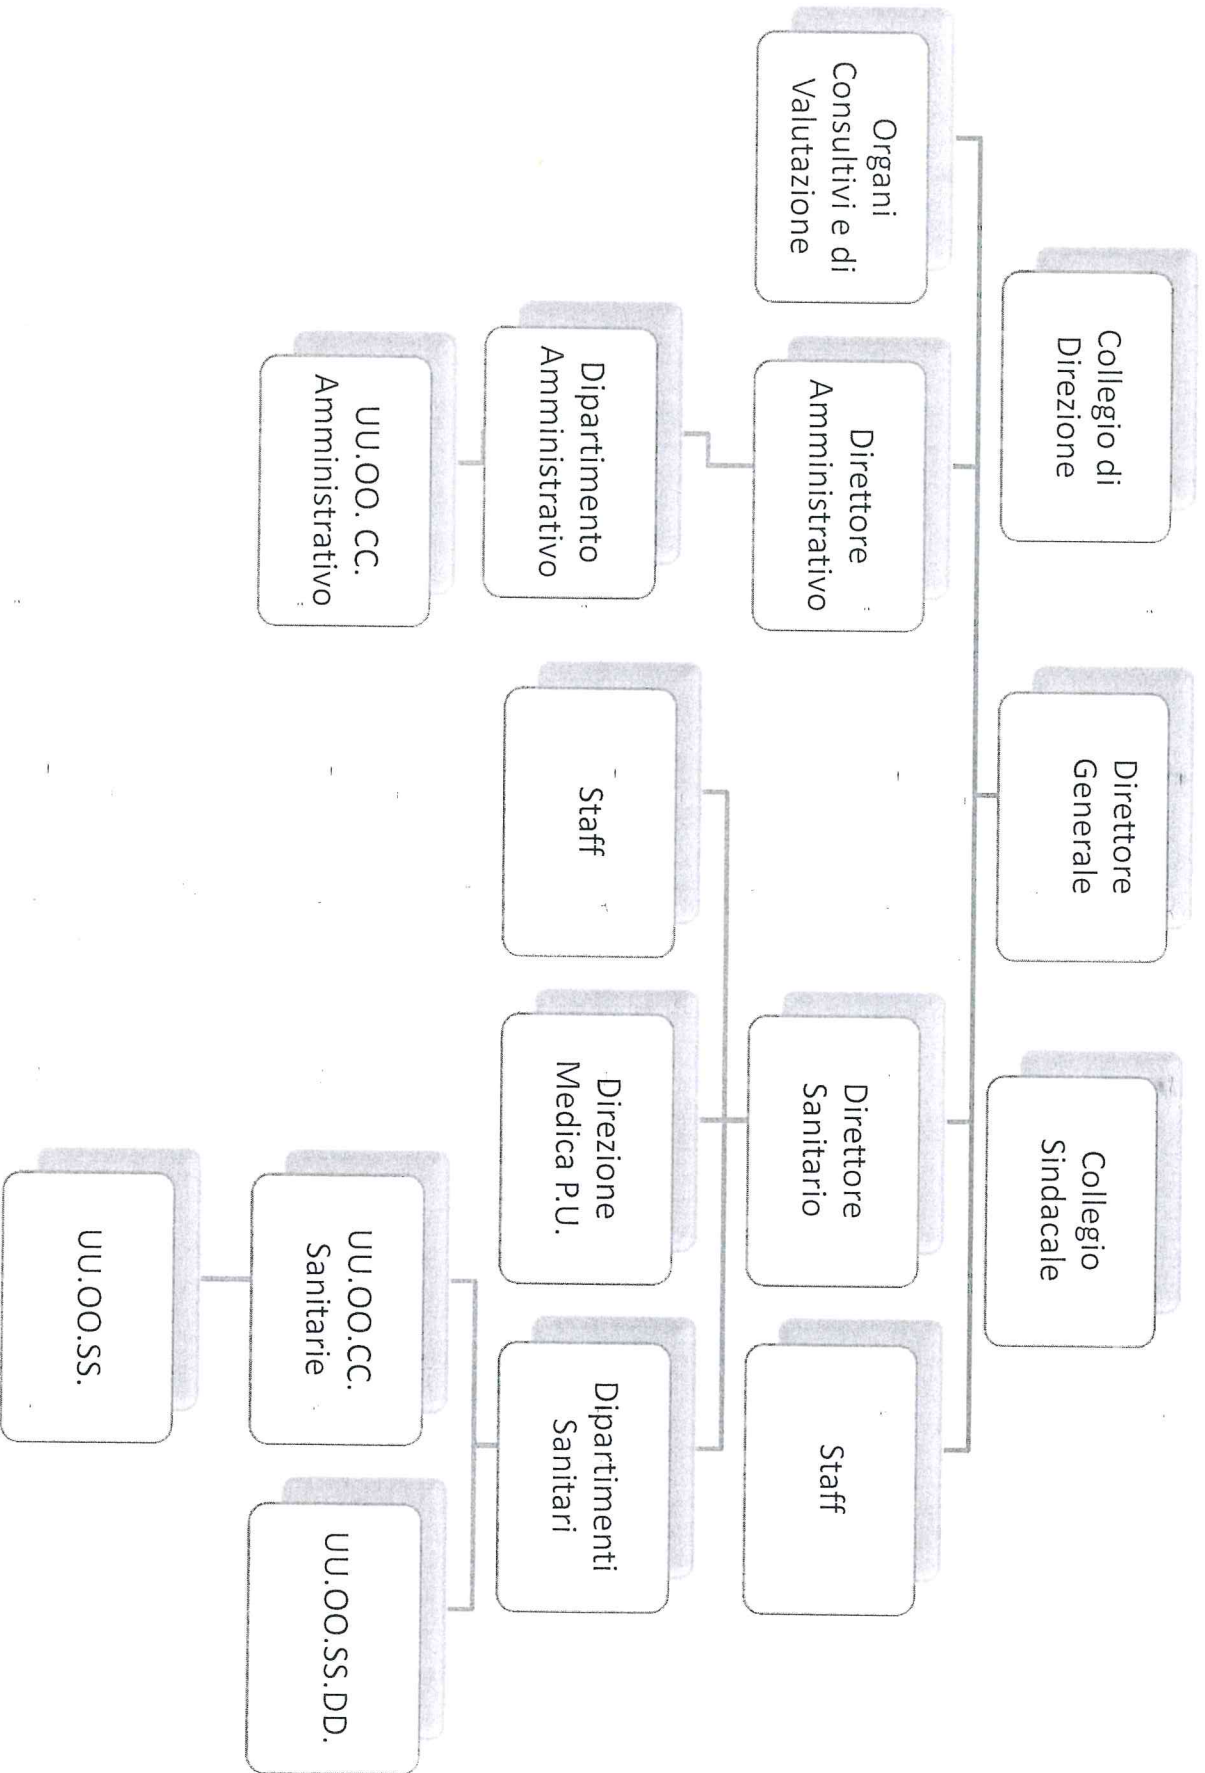 Collegio di
Direzione
Direttore
Generale
Collegio
Sindacale
Organi
Consultivi e di
Valutazione
Direttore
Amministrativo
Direttore
Sanitario
Staff
Dipartimento
Amministrativo
Staff
Direzione
Medica P.U.
Dipartimenti
Sanitari
UU.OO. CC.
Amministrativo
UU.OO.CC.
Sanitarie
UU.OO.SS.DD.
UU.OO.SS.